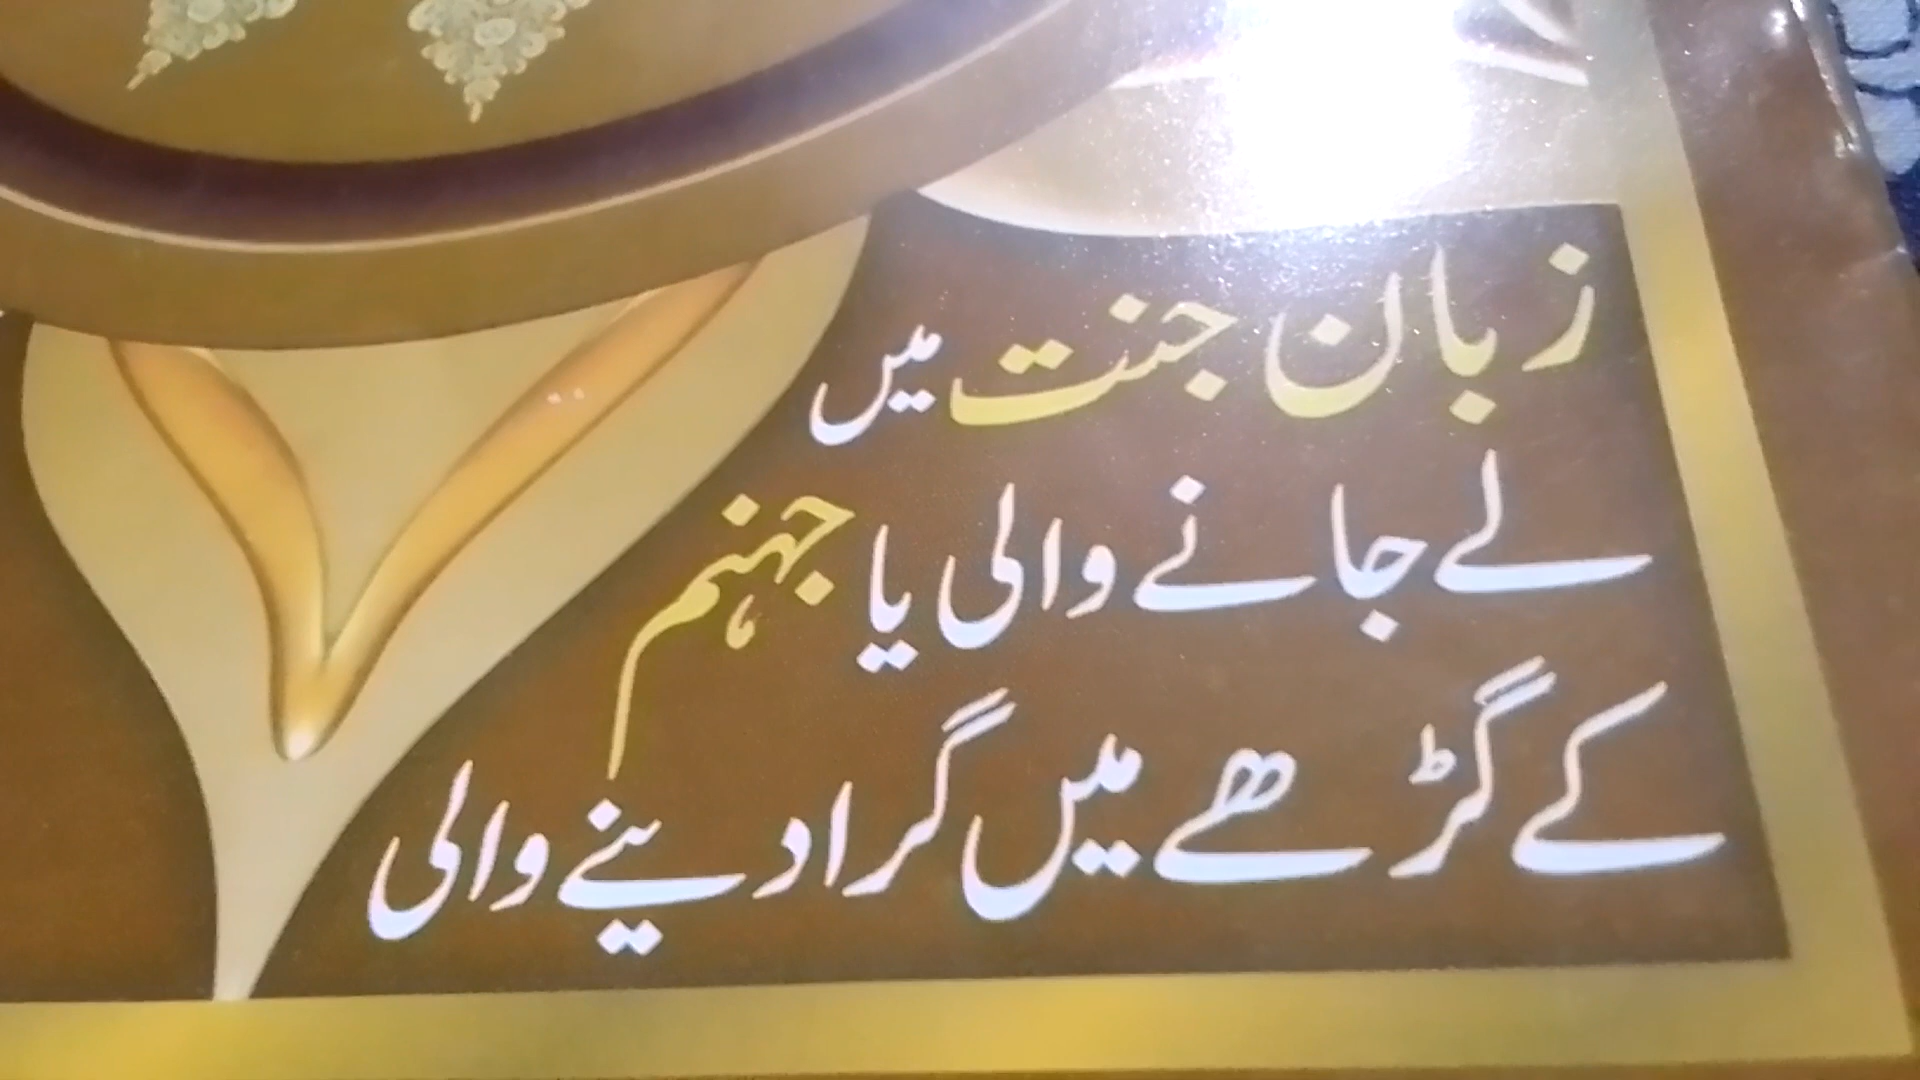 زبان جنت میں
لے جانے والی یا جہنم
کے گڑھے میں گرا دینے والی